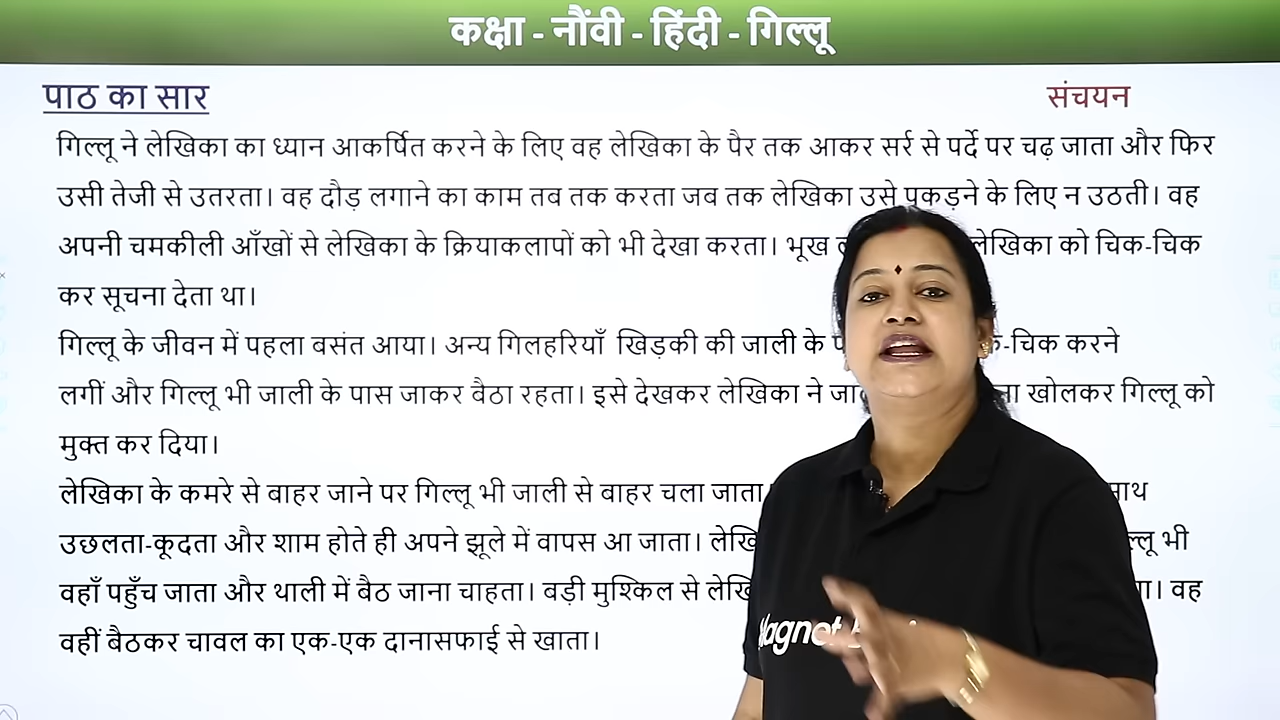 कक्षा - नौंवी - हिंदी - गिल्लू
पाठ का सार
संचयन
गिल्लू ने लेखिका का ध्यान आकर्षित करने के लिए वह लेखिका के पैर तक आकर सर्र से पर्दे पर चढ़ जाता और फिर
उसी तेजी से उतरता। वह दौड़ लगाने का काम तब तक करता जब तक लेखिका उसे पकड़ने के लिए न उठती। वह
अपनी चमकीली आँखों से लेखिका के क्रियाकलापों को भी देखा करता। भूख लेखिका को चिक-चिक
कर सूचना देता था।
गिल्लू के जीवन में पहला बसंत आया। अन्य गिलहरियाँ खिड़की की जाली के चिक करने
लगीं और गिल्लू भी जाली के पास जाकर वैठा रहता। इसे देखकर लेखिका ने खोलकर गिल्लू को
मुक्त कर दिया।
लेखिका के कमरे से बाहर जाने पर गिल्लू भी जाली से बाहर चला जाता
उछलता-कूदता और शाम होते ही अपने झूले में वापस आ जाता। भी
वहाँ पहुँच जाता और थाली में बैठ जाना चाहता। बड़ी मुश्किल से वह
वहीं बैठकर चावल का एक-एक दानासफाई से खाता।